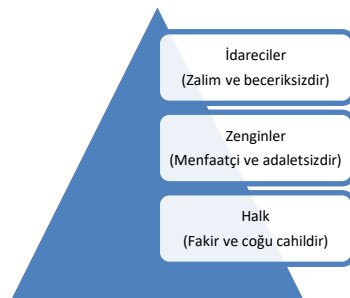 İdareciler
(Zalim ve beceriksizdir)
Zenginler
(Menfaatçi ve adaletsizdir)
Halk
(Fakir ve coğu cahildir)